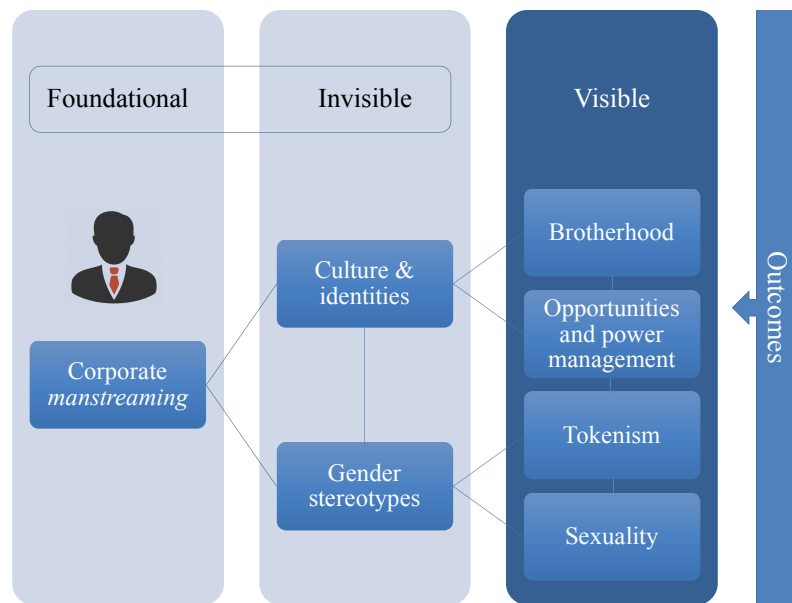 Foundational
Invisible
Visible
Corporate
manstreaming
Culture &
identities
Gender
stereotypes
Brotherhood
Opportunities
and power
management
Tokenism
Sexuality
Outcomes